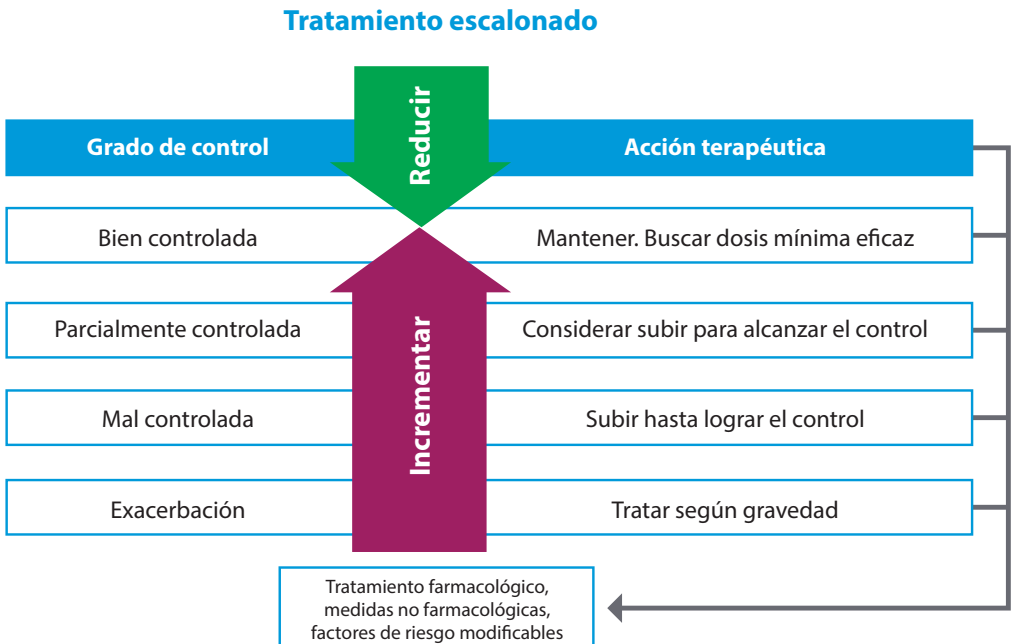 Tratamiento escalonado
Reducir
Grado de control
Acción terapéutica
Bien controlada
Mantener. Buscar dosis mínima eficaz
Incrementar
Parcialmente controlada
Considerar subir para alcanzar el control
Mal controlada
Subir hasta lograr el control
Exacerbación
Tratar según gravedad
Tratamiento farmacológico,
medidas no farmacológicas,
factores de riesgo modificables